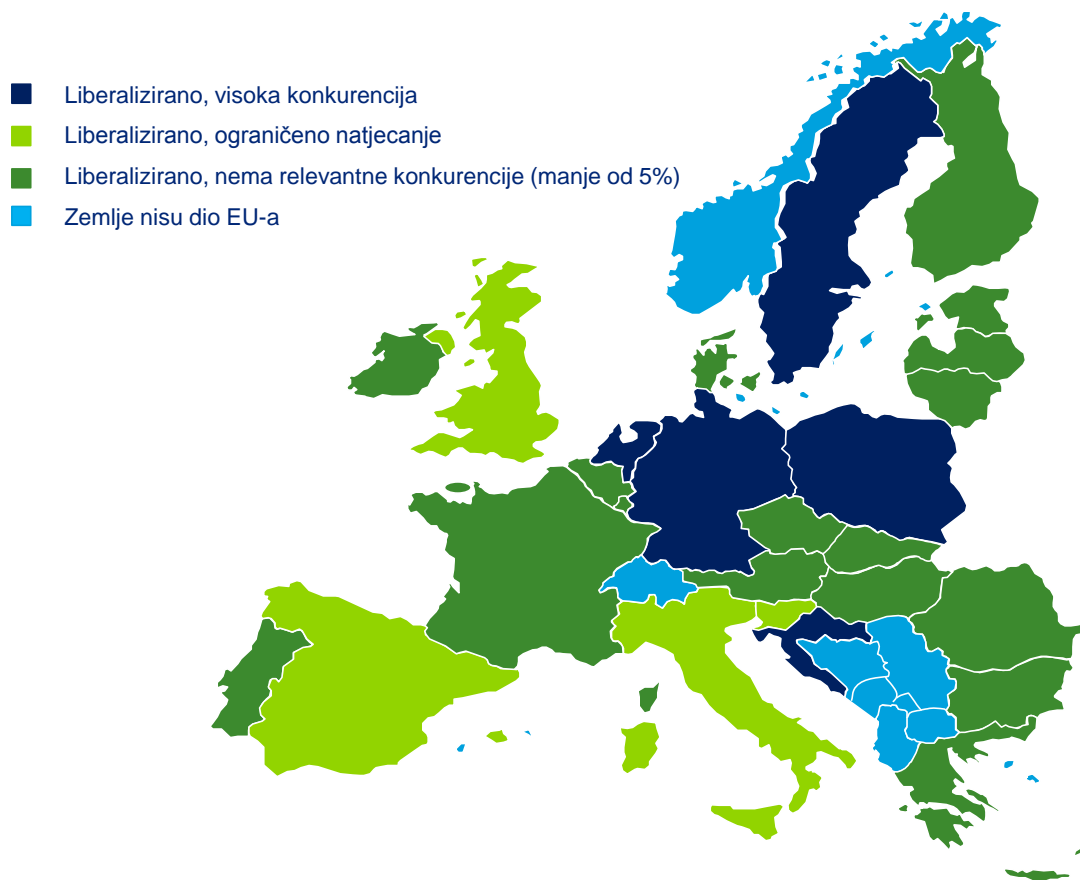 Liberalizirano, visoka konkurencija
Liberalizirano, ograničeno natjecanje
Liberalizirano, nema relevantne konkurencije (manje od 5%)
Zemlje nisu dio EU-a